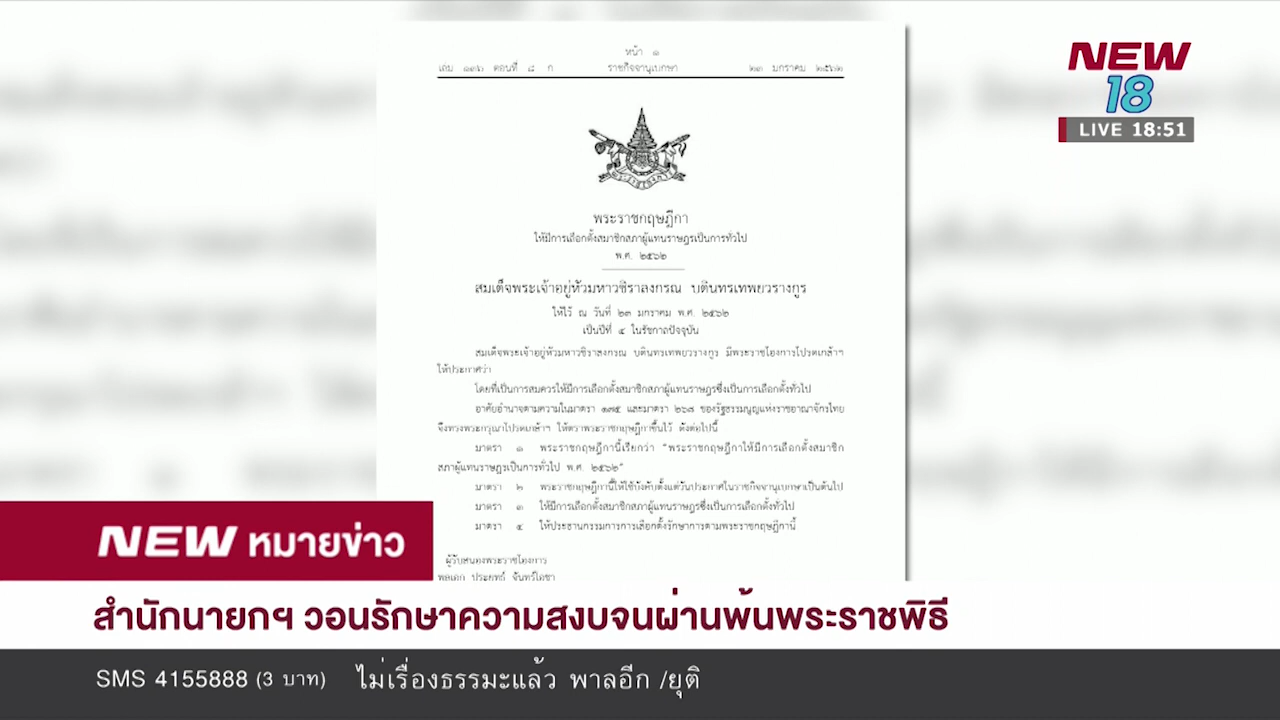 หน้า ๑
เล่ม ๑๓๖ ตอนที่ ๘ ก ราชกิจจานุเบกษา ๒๓ มกราคม ๒๕๖๒
NEW
18
LIVE 18:51
พระราชกฤษฎีกา
ให้มีการเลือกตั้งสมาชิกสภาผู้แทนราษฎรเป็นการทั่วไป
พ.ศ. ๒๕๖๒
สมเด็จพระเจ้าอยู่หัวมหาวชิราลงกรณ บดินทรเทพยวรางกูร
ให้ไว้ ณ วันที่ ๒๓ มกราคม พ.ศ. ๒๕๖๒
เป็นปีที่ ๔ ในรัชกาลปัจจุบัน
สมเด็จพระเจ้าอยู่หัวมหาวชิราลงกรณ บดินทรเทพยวรางกูร มีพระราชโองการโปรดเกล้าฯ
ให้ประกาศว่า
โดยที่เป็นการสมควรให้มีการเลือกตั้งสมาชิกสภาผู้แทนราษฎรซึ่งเป็นการเลือกตั้งทั่วไป
อาศัยอำนาจตามความในมาตรา ๑๗๕ และมาตรา ๒๖๘ ของรัฐธรรมนูญแห่งราชอาณาจักรไทย
จึงทรงพระกรุณาโปรดเกล้าฯ ให้ตราพระราชกฤษฎีกาขึ้นไว้ ดังต่อไปนี้
มาตรา ๑ พระราชกฤษฎีกานี้เรียกว่า “พระราชกฤษฎีกาให้มีการเลือกตั้งสมาชิก
สภาผู้แทนราษฎรเป็นการทั่วไป พ.ศ. ๒๕๖๒”
มาตรา ๒ พระราชกฤษฎีกานี้ให้ใช้บังคับตั้งแต่วันประกาศในราชกิจจานุเบกษาเป็นต้นไป
มาตรา ๓ ให้มีการเลือกตั้งสมาชิกสภาผู้แทนราษฎรซึ่งเป็นการเลือกตั้งทั่วไป
มาตรา ๔ ให้ประธานกรรมการการเลือกตั้งรักษาการตามพระราชกฤษฎีกานี้
ผู้รับสนองพระราชโองการ
พลเอก ประยุทธ์ จันทร์โอชา
NEW หมายข่าว
สำนักนายกฯ วอนรักษาความสงบจนผ่านพ้นพระราชพิธี
SMS 4155888 (3 บาท) ไม่เรื่องธรรมะแล้ว พาลอีก /ยุติ